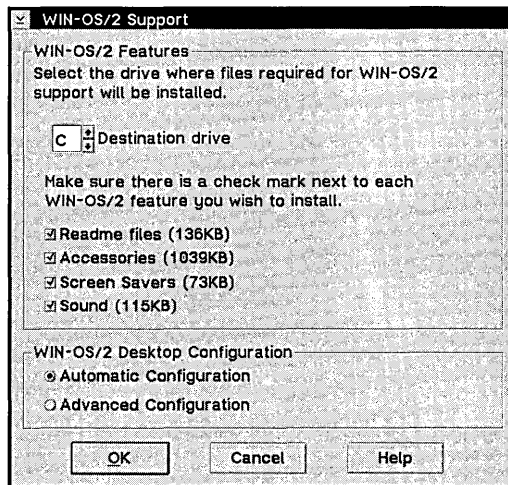 WIN-OS/2 Support
WIN-OS/2 Features
Select the drive where files required for WIN-OS/2
support will be installed.
C Destination drive
Make sure there is a check mark next to each
WIN-OS/2 feature you wish to install.
Readme files (136KB)
Accessories (1039KB)
Screen Savers (73KB)
Sound (115KB)
WIN-OS/2 Desktop Configuration
Automatic Configuration
Advanced Configuration
OK Cancel Help